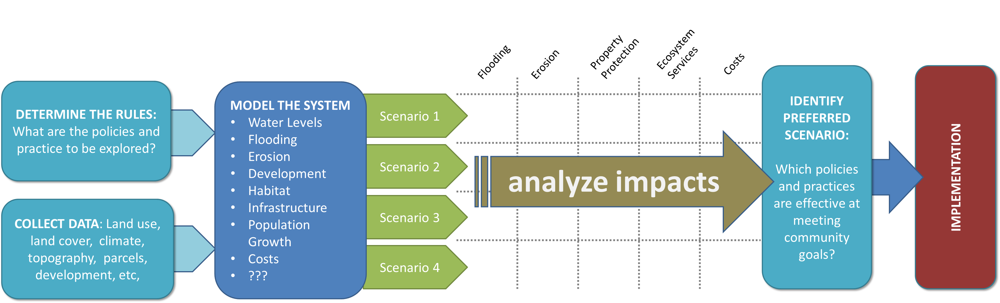 DETERMINE THE RULES:
What are the policies and
practice to be explored?
COLLECT DATA: Land use,
land cover, climate,
topography, parcels,
development, etc,
MODEL THE SYSTEM
• Water Levels
• Flooding
• Erosion
• Development
• Habitat
• Infrastructure
• Population
Growth
• Costs
• ???
Scenario 1
Scenario 2
Scenario 3
Scenario 4
Flooding
Erosion
Property
Protection
Ecosystem
Services
Costs
analyze impacts
IDENTIFY
PREFERRED
SCENARIO:
Which policies
and practices
are effective at
meeting
community
goals?
IMPLEMENTATION